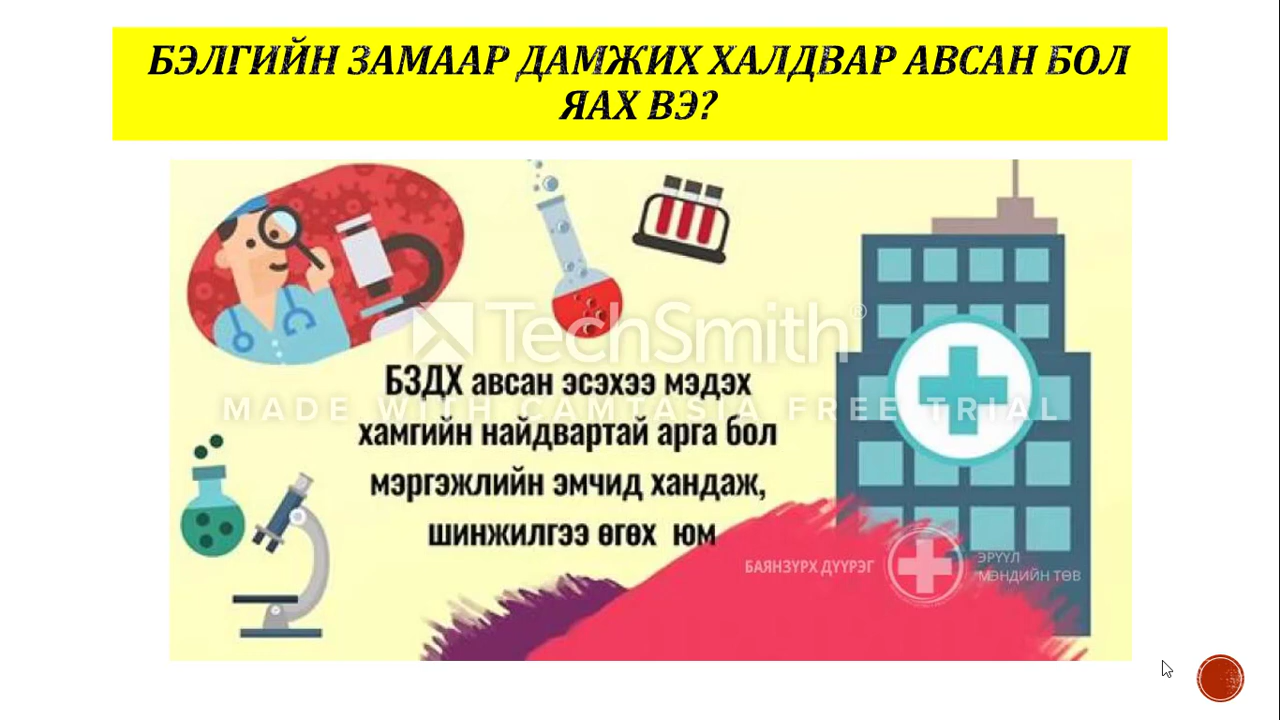 БЭЛГИЙН ЗАМААР ДАМЖИХ ХАЛДВАР АВСАН БОЛ
ЯАХ ВЭ?
TechSmith®
БЗДХ авсан эсэхээ мэдэх
MADE WITH CAMTASIA FREE TRIAL
хамгийн найдвартай арга бол
мэргэжлийн эмчид хандаж,
шинжилгээ өгөх юм
БАЯНЗҮРХ ДҮҮРЭГ
ЭРҮҮЛ
МЭНДИЙН ТӨВ